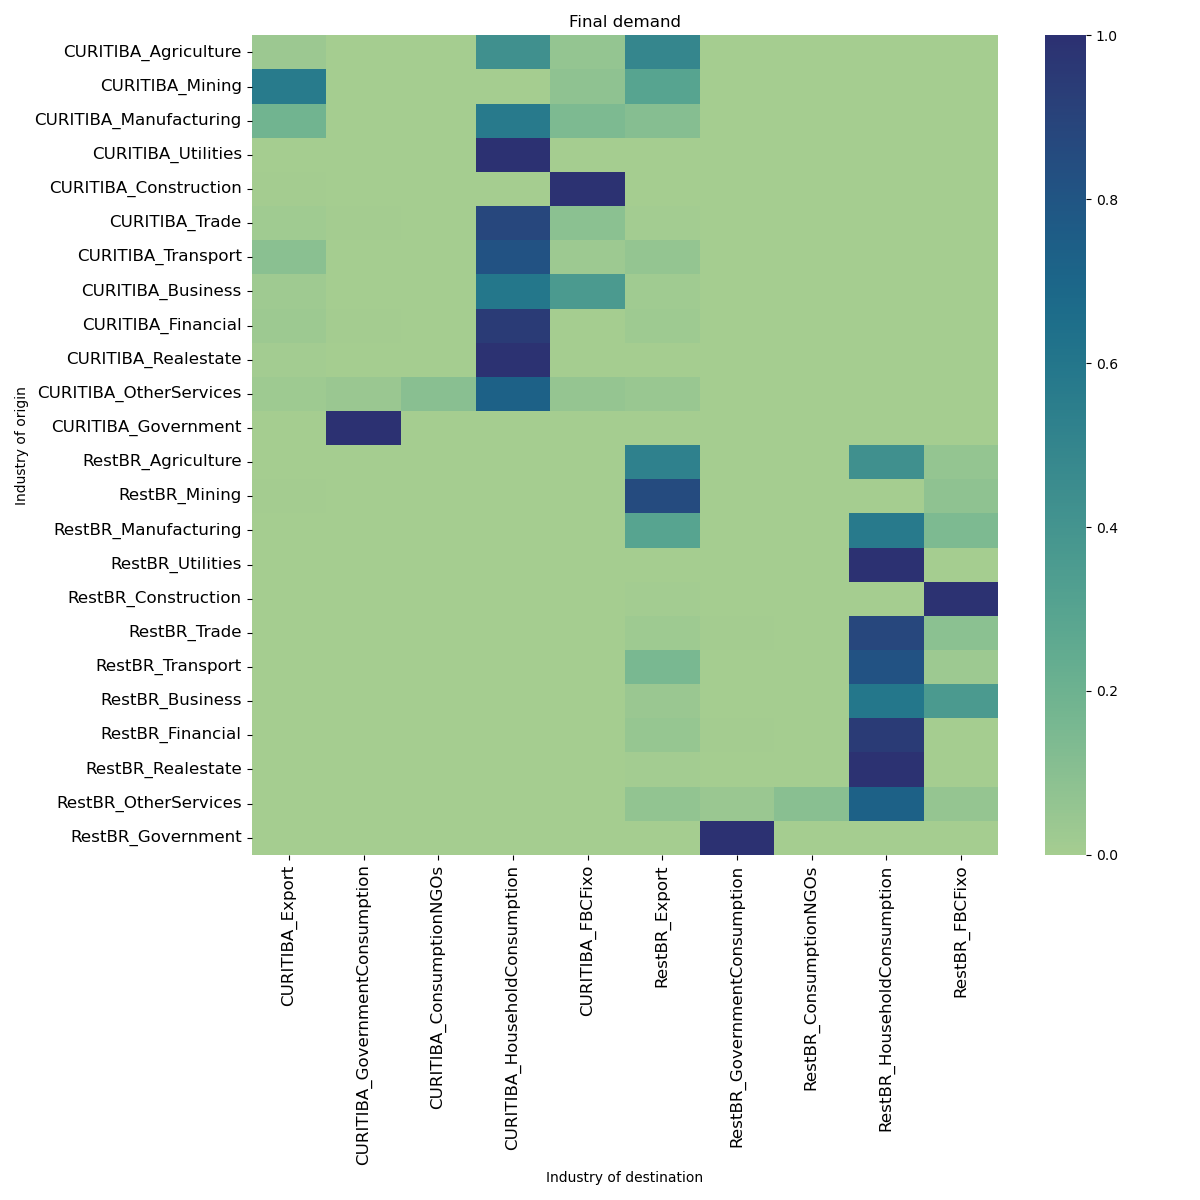 Final demand
Industry of origin
CURITIBA_Agriculture
CURITIBA_Mining
CURITIBA_Manufacturing
CURITIBA_Utilities
CURITIBA_Construction
CURITIBA_Trade
CURITIBA_Transport
CURITIBA_Business
CURITIBA_Financial
CURITIBA_Realestate
CURITIBA_OtherServices
CURITIBA_Government
RestBR_Agriculture
RestBR_Mining
RestBR_Manufacturing
RestBR_Utilities
RestBR_Construction
RestBR_Trade
RestBR_Transport
RestBR_Business
RestBR_Financial
RestBR_Realestate
RestBR_OtherServices
RestBR_Government
CURITIBA_Export
CURITIBA_GovernmentConsumption
CURITIBA_ConsumptionNGOs
CURITIBA_HouseholdConsumption
CURITIBA_FBCFixo
RestBR_Export
RestBR_GovernmentConsumption
RestBR_ConsumptionNGOs
RestBR_HouseholdConsumption
RestBR_FBCFixo
Industry of destination
1.0
0.8
0.6
0.4
0.2
0.0